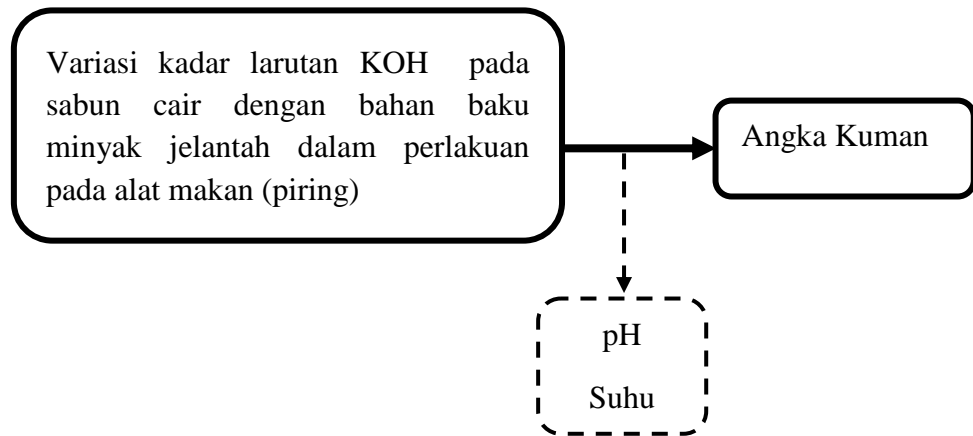 Variasi kadar larutan KOH pada
sabun cair dengan bahan baku
minyak jelantah dalam perlakuan
pada alat makan (piring)
Angka Kuman
pH
Suhu